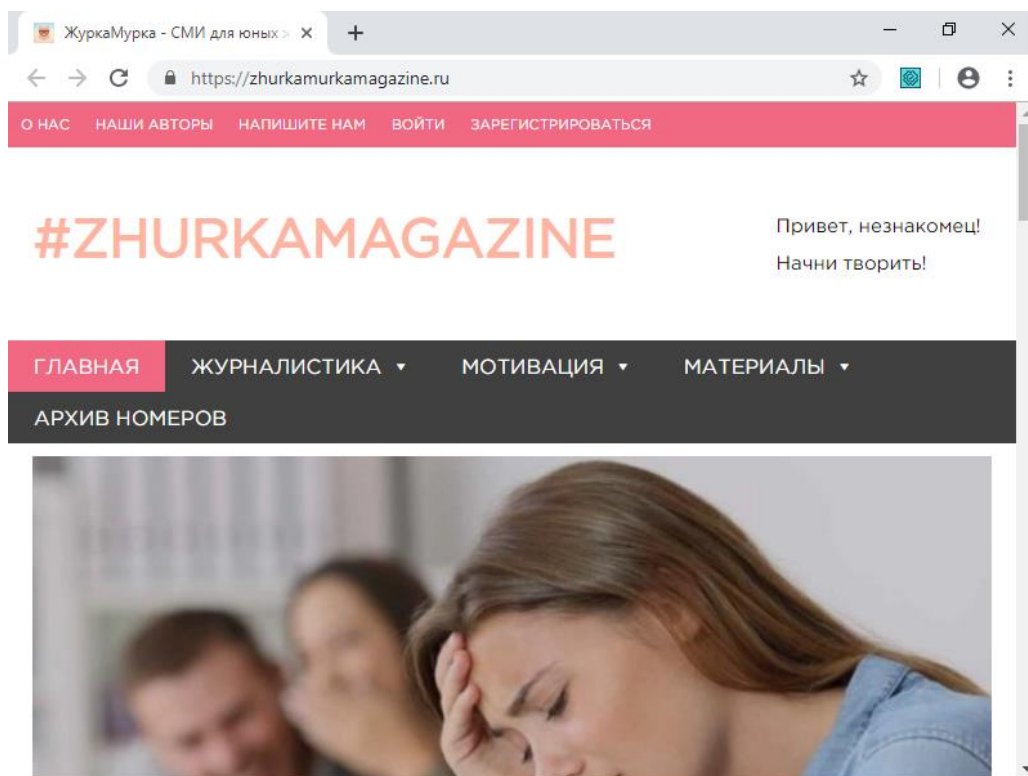 ЖуркаМурка - СМИ для юных
https://zhurkamurkamagazine.ru
О НАС НАШИ АВТОРЫ НАПИШИТЕ НАМ ВОЙТИ ЗАРЕГИСТРИРОВАТЬСЯ
#ZHURKAMAGAZINE
Привет, незнакомец!
Начни творить!
ГЛАВНАЯ ЖУРНАЛИСТИКА МОТИВАЦИЯ МАТЕРИАЛЫ
АРХИВ НОМЕРОВ